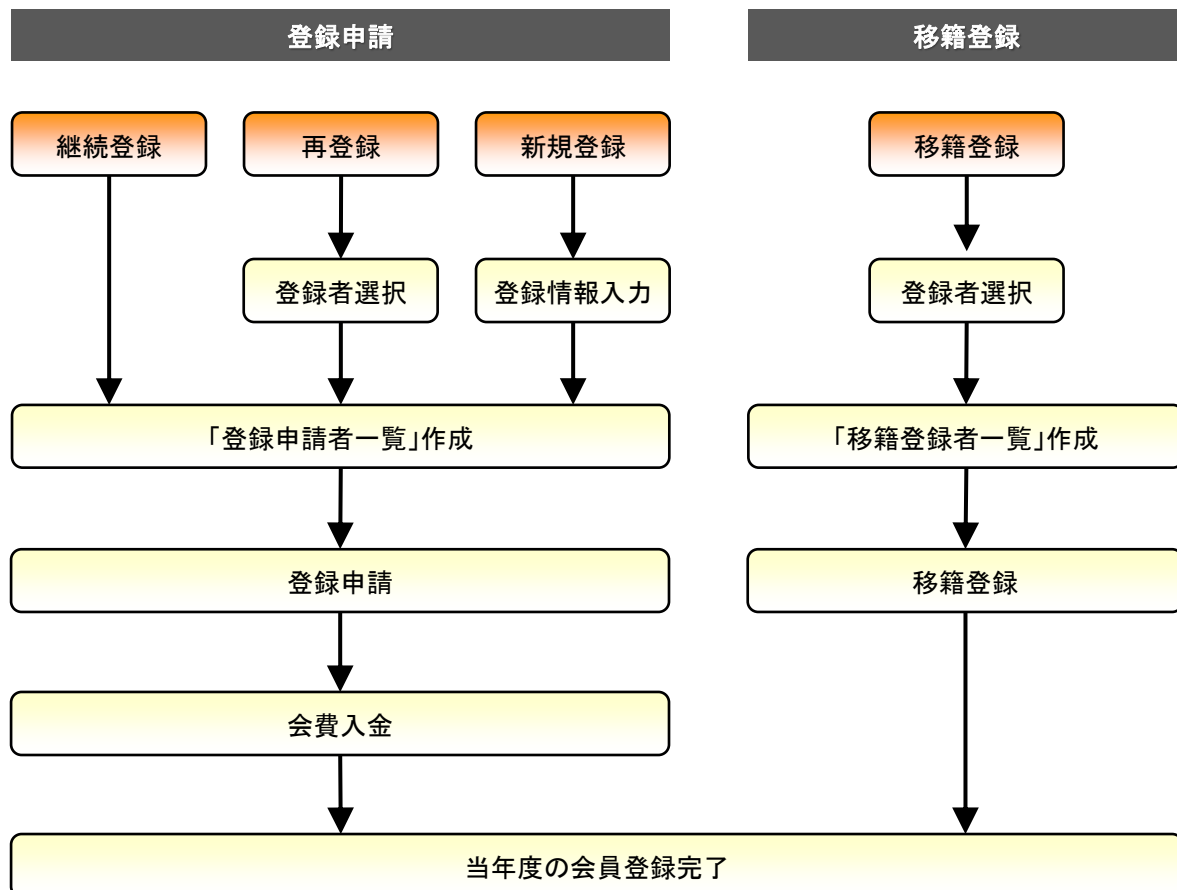 登録申請
移籍登録
継続登録
再登録
新規登録
移籍登録
登録者選択
登録情報入力
登録者選択
「登録申請者一覧」作成
「移籍登録者一覧」作成
登録申請
移籍登録
会費入金
当年度の会員登録完了